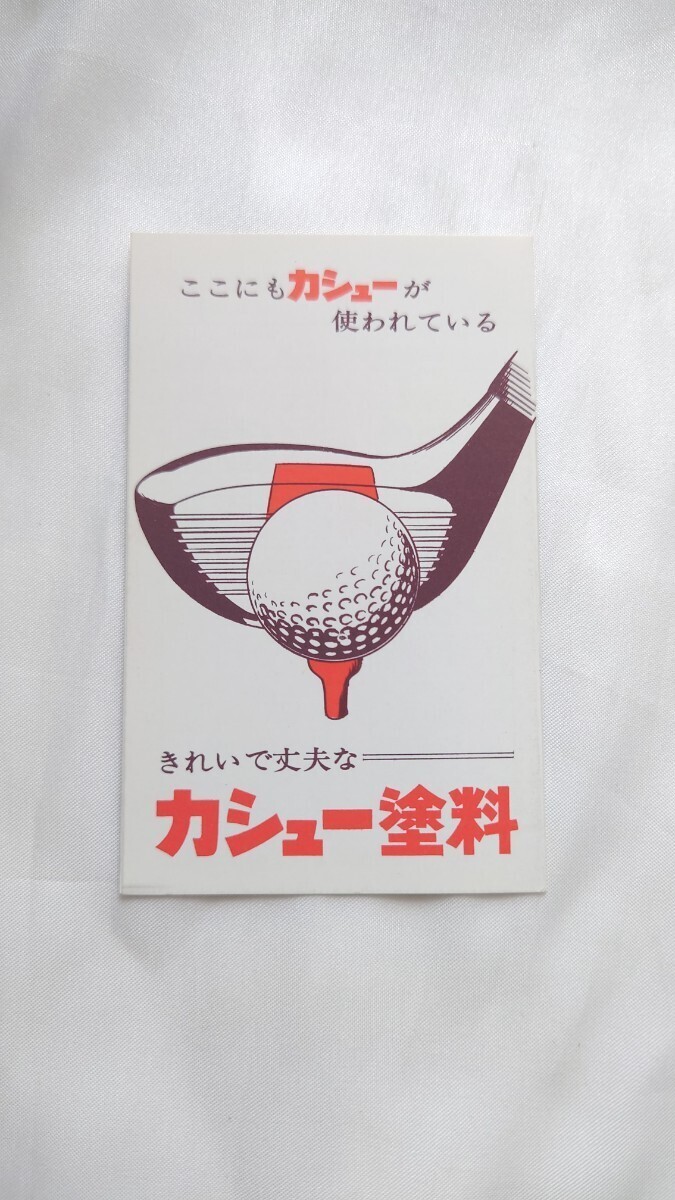 ここにもカシューが
使われている
きれいで丈夫な
カシュー塗料